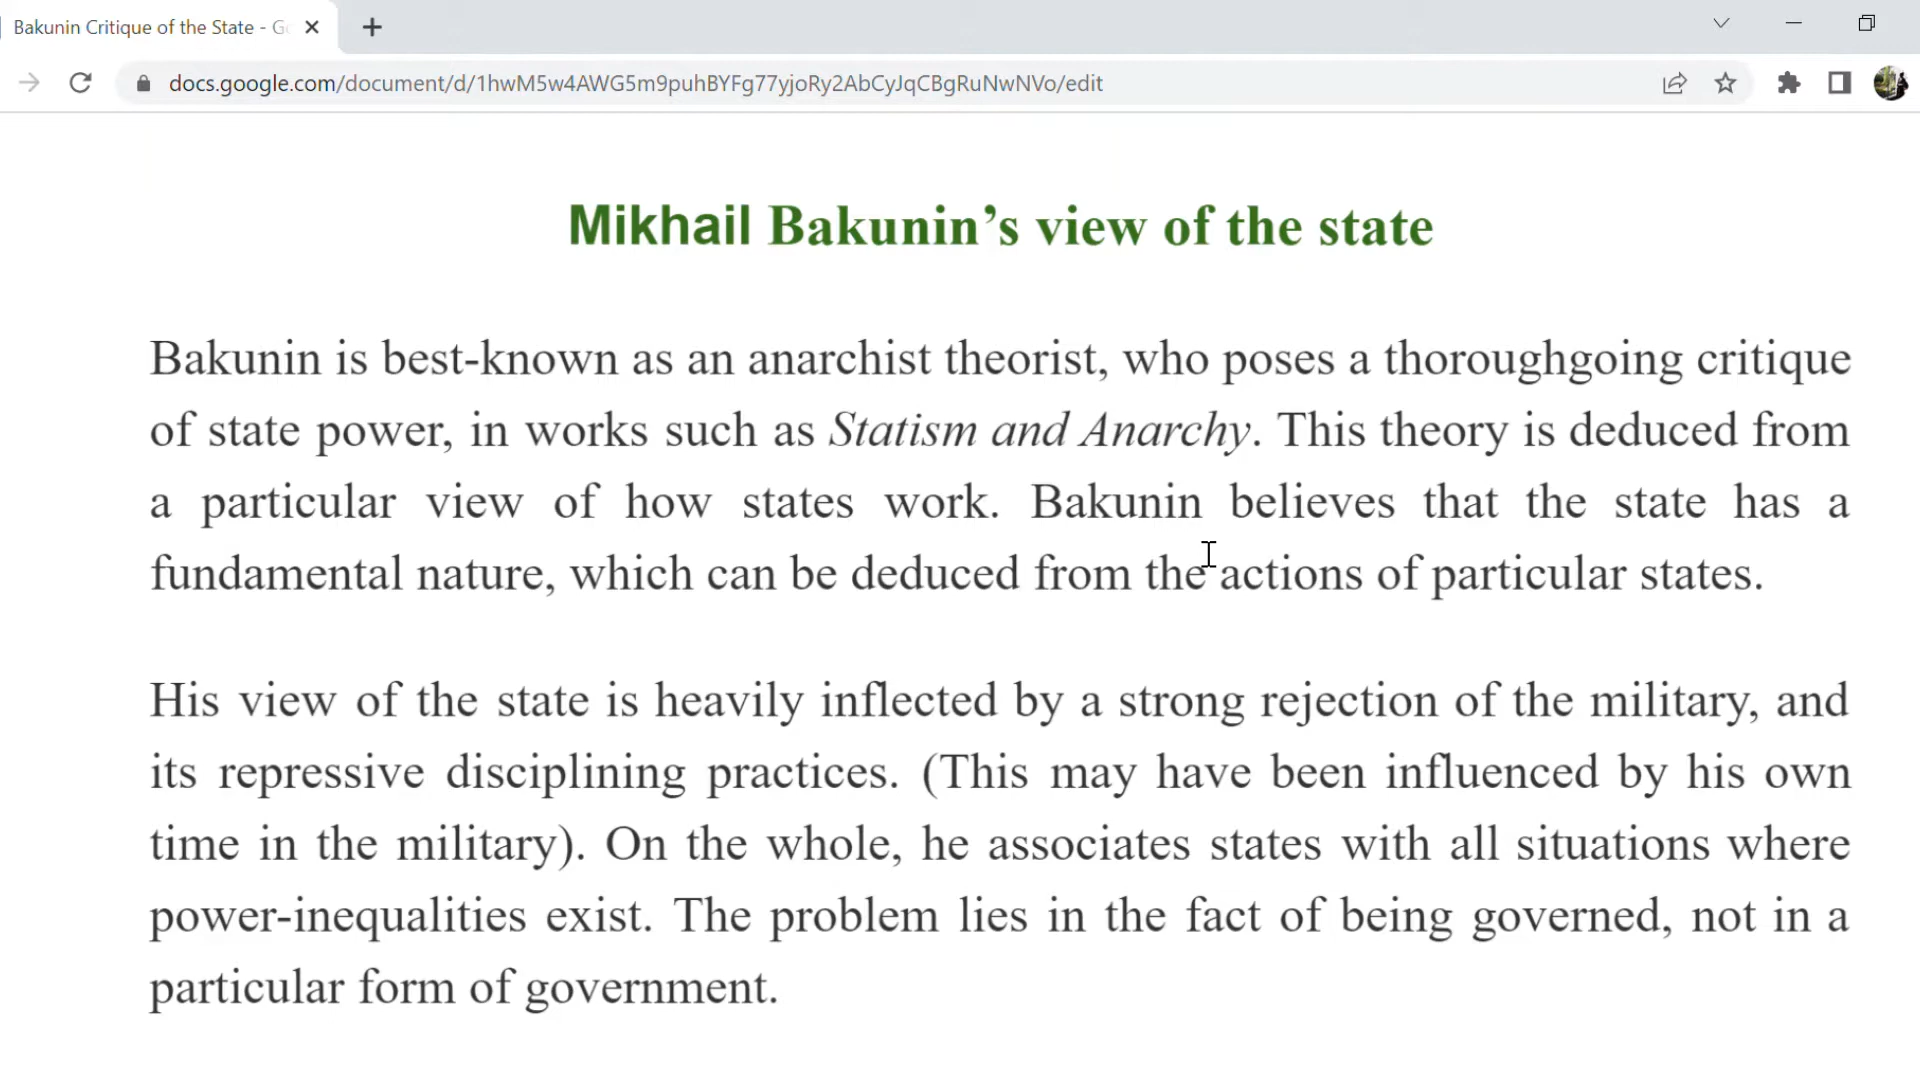 Bakunin Critique of the State - G
docs.google.com/document/d/1hwM5w4AWG5m9puhBYFg77yjoRy2AbCyJqCBgRuNwNVo/edit
Mikhail Bakunin’s view of the state
Bakunin is best-known as an anarchist theorist, who poses a thoroughgoing critique
of state power, in works such as Statism and Anarchy. This theory is deduced from
a particular view of how states work. Bakunin believes that the state has a
fundamental nature, which can be deduced from the actions of particular states.
His view of the state is heavily inflected by a strong rejection of the military, and
its repressive disciplining practices. (This may have been influenced by his own
time in the military). On the whole, he associates states with all situations where
power-inequalities exist. The problem lies in the fact of being governed, not in a
particular form of government.